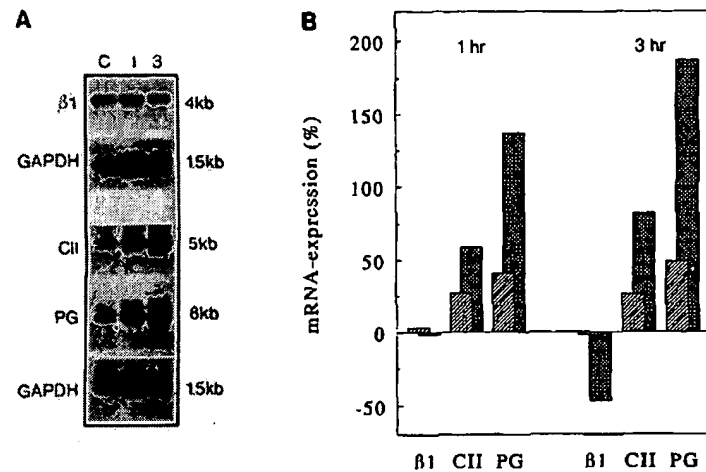 A
C 1 3
β1 4kb
GAPDH 1.5kb
CII 5kb
PG 8kb
GAPDH 1.5kb
B
1 hr 3 hr
mRNA-expression (%)
200
150
100
50
0
-50
β1 CII PG β1 CII PG